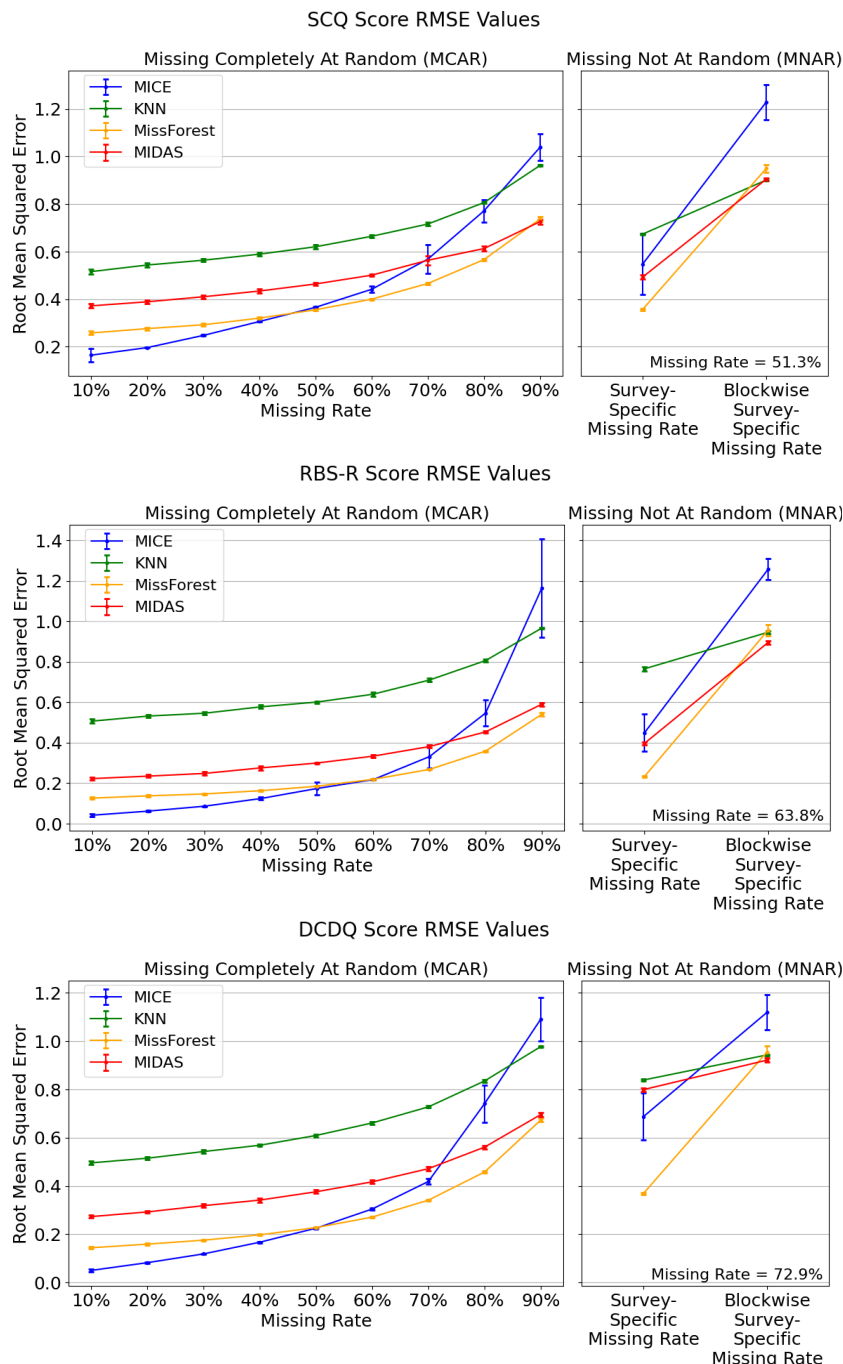 SCQ Score RMSE Values
Missing Completely At Random (MCAR)
Missing Not At Random (MNAR)
Root Mean Squared Error
1.2
1.0
0.8
0.6
0.4
0.2
MICE
KNN
MissForest
MIDAS
Missing Rate = 51.3%
10% 20% 30% 40% 50% 60% 70% 80% 90%
Missing Rate
Survey-
Specific
Missing Rate
Blockwise
Survey-
Specific
Missing Rate
RBS-R Score RMSE Values
Missing Completely At Random (MCAR)
Missing Not At Random (MNAR)
Root Mean Squared Error
1.4
1.2
1.0
0.8
0.6
0.4
0.2
0.0
MICE
KNN
MissForest
MIDAS
Missing Rate = 63.8%
10% 20% 30% 40% 50% 60% 70% 80% 90%
Missing Rate
Survey-
Specific
Missing Rate
Blockwise
Survey-
Specific
Missing Rate
DCDQ Score RMSE Values
Missing Completely At Random (MCAR)
Missing Not At Random (MNAR)
Root Mean Squared Error
1.2
1.0
0.8
0.6
0.4
0.2
0.0
MICE
KNN
MissForest
MIDAS
Missing Rate = 72.9%
10% 20% 30% 40% 50% 60% 70% 80% 90%
Missing Rate
Survey-
Specific
Missing Rate
Blockwise
Survey-
Specific
Missing Rate